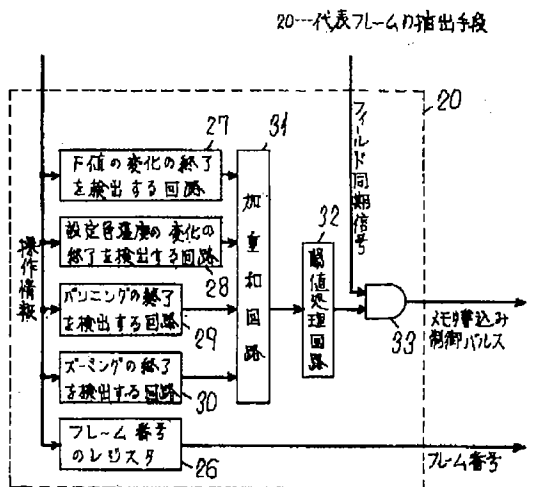 20---代表フレームの抽出手段
20
27
31
F値の変化の終了
を検出する回路
設定色温度の変化の
終了を検出する回路
28
パンニングの終了
を検出する回路
29
ズーミングの終了
を検出する回路
30
フレーム番号
のレジスタ
26
操作情報
加重和回路
32
閾値処理回路
フィールド同期信号
33
メモリ書込み
制御パルス
フレーム番号